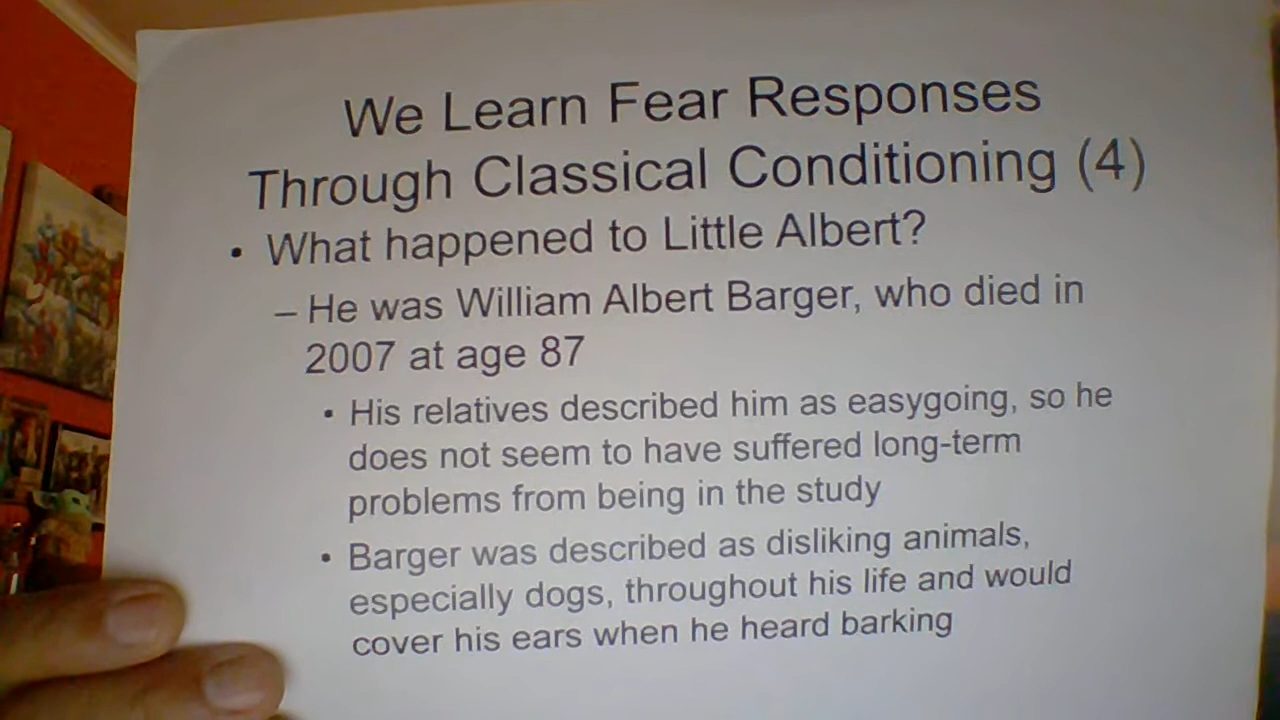 We Learn Fear Responses
Through Classical Conditioning (4)
• What happened to Little Albert?
– He was William Albert Barger, who died in
2007 at age 87
• His relatives described him as easygoing, so he
does not seem to have suffered long-term
problems from being in the study
• Barger was described as disliking animals,
especially dogs, throughout his life and would
cover his ears when he heard barking